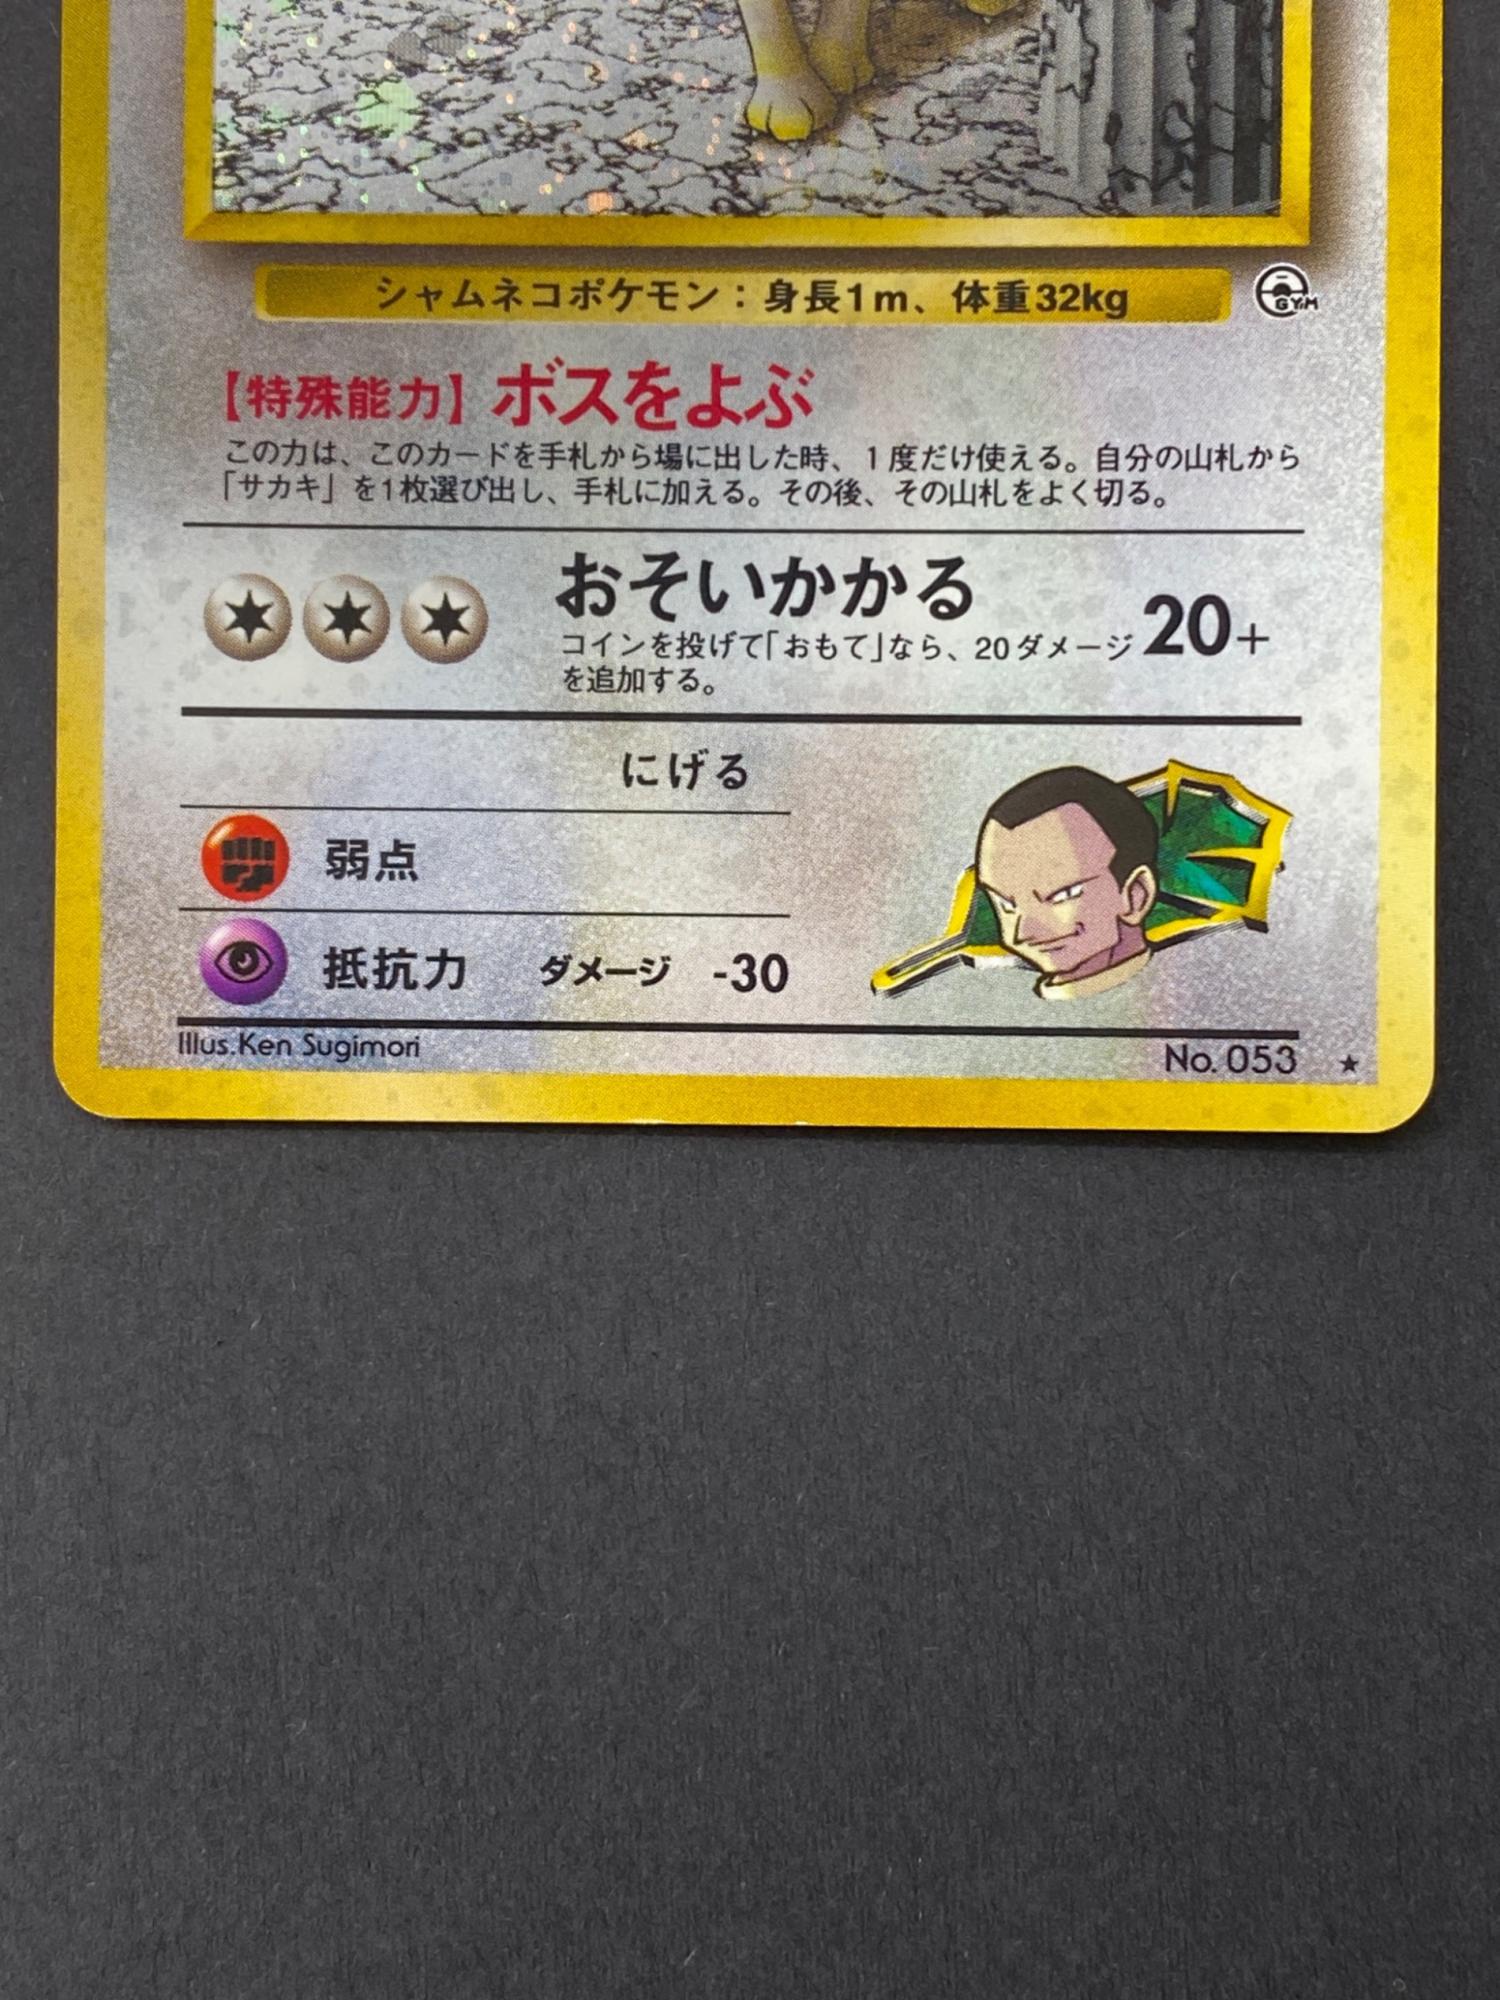 シャムネコポケモン：身長1m、体重32kg
GYM
【特殊能力】ボスをよぶ
この力は、このカードを手札から場に出した時、1度だけ使える。自分の山札から
「サカキ」を1枚選び出し、手札に加える。その後、その山札をよく切る。
おそいかかる
コインを投げて「おもて」なら、20ダメージ
を追加する。
20+
にげる
弱点
抵抗力 ダメージ -30
Illus.Ken Sugimori
No. 053 ★